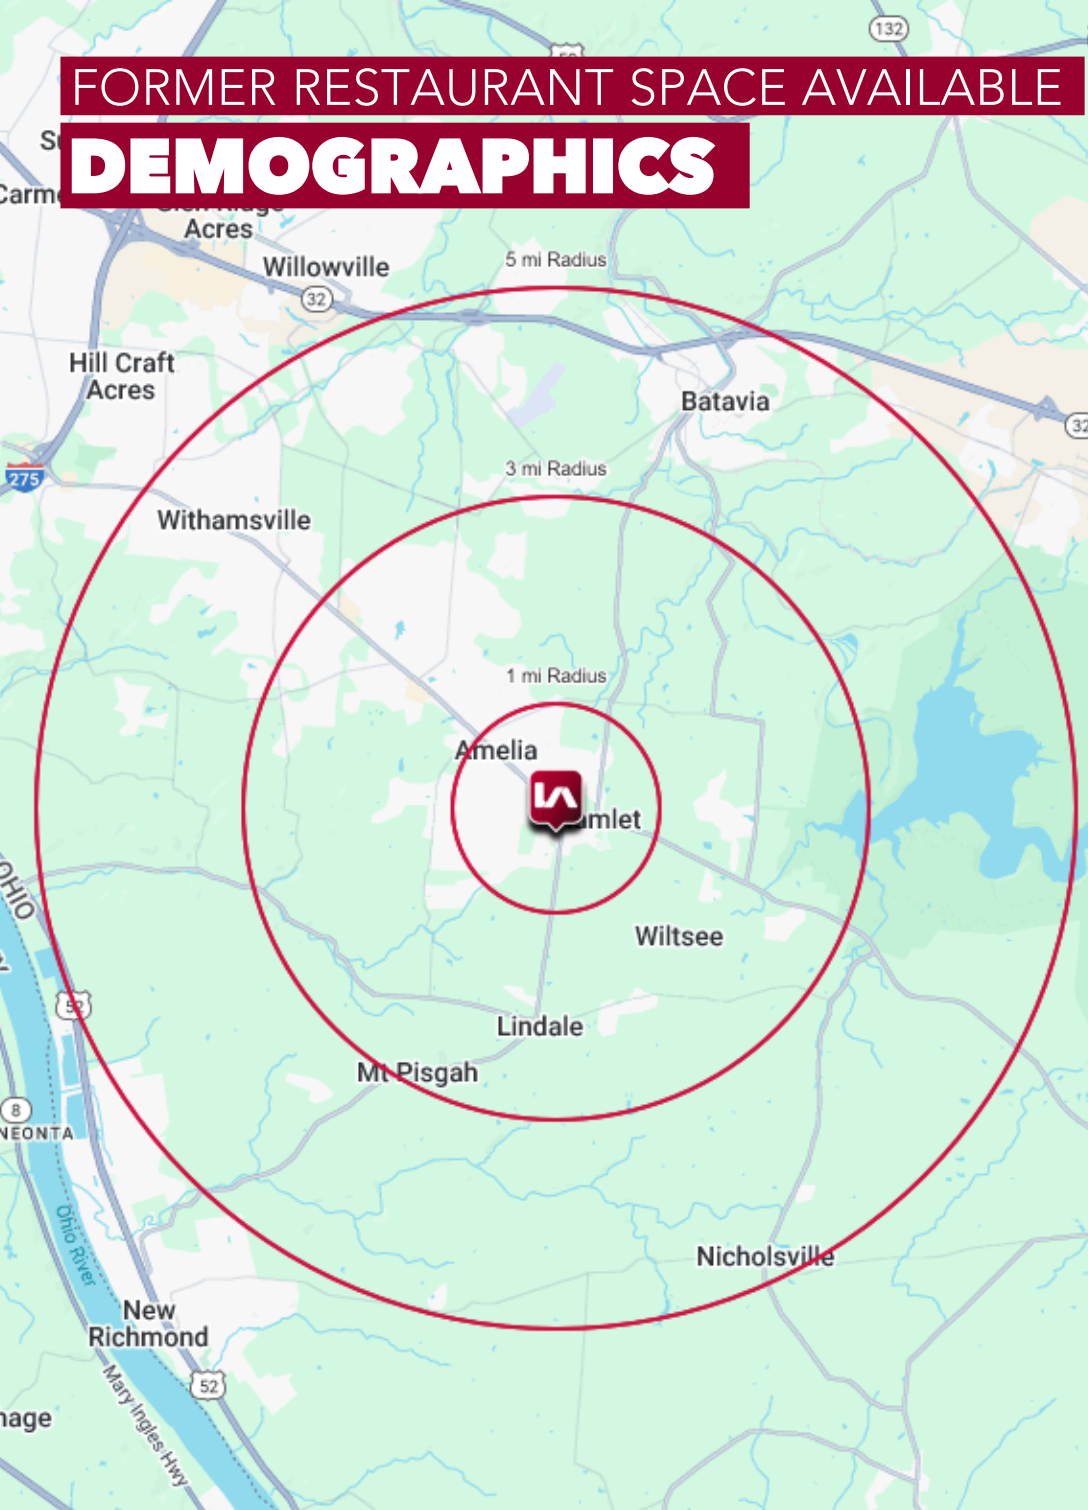 132
FORMER RESTAURANT SPACE AVAILABLE
DEMOGRAPHICS
Acres
Willowville
5 mi Radius
32
Hill Craft
Acres
Batavia
32
3 mi Radius
275
Withamsville
1 mi Radius
Amelia
Wiltsee
OHIO
52
Lindale
Mt Pisgah
8
Ohio River
Nicholsville
New
Richmond
52
Mary Ingles Hwy